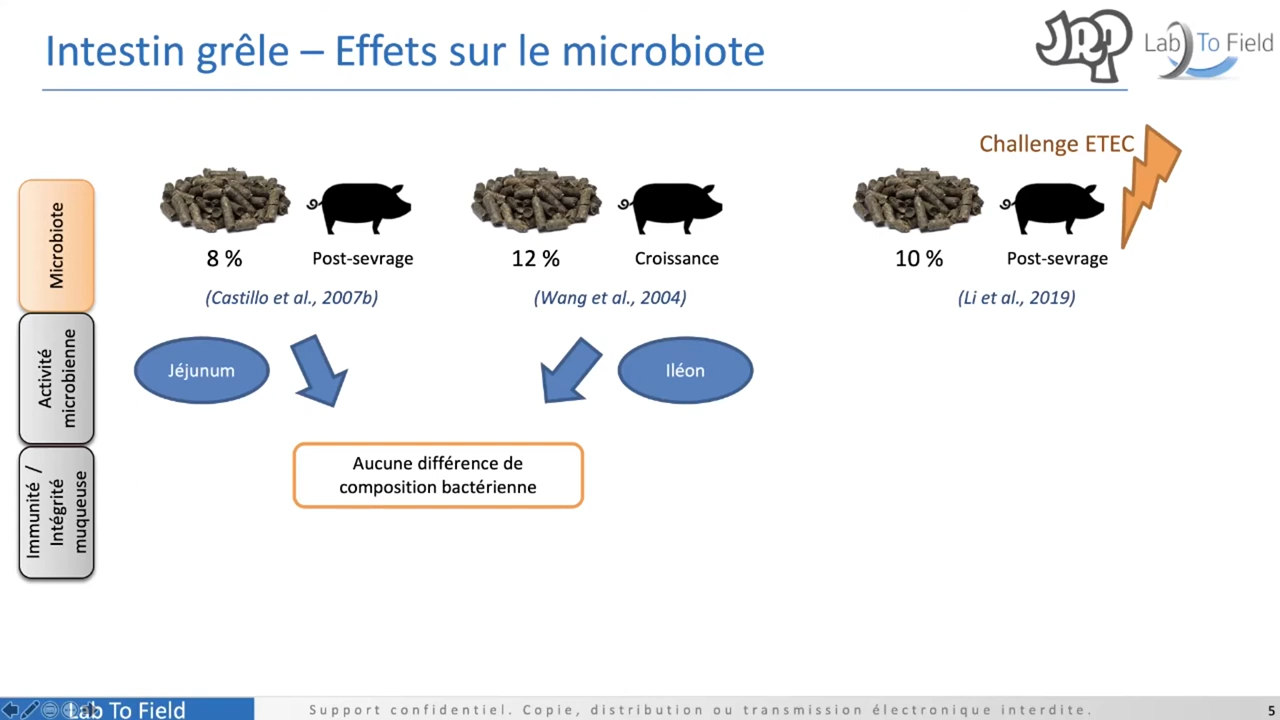 Intestin grêle – Effets sur le microbiote
JRP
Lab To Field
Challenge ETEC
Microbiote
Activité
microbienne
Immunité /
Intégrité
muqueuse
8 %
Post-sevrage
(Castillo et al., 2007b)
12 %
Croissance
(Wang et al., 2004)
10 %
Post-sevrage
(Li et al., 2019)
Jéjunum
Iléon
Aucune différence de
composition bactérienne
Lab To Field
Support confidentiel. Copie, distribution ou transmission électronique interdite.
5